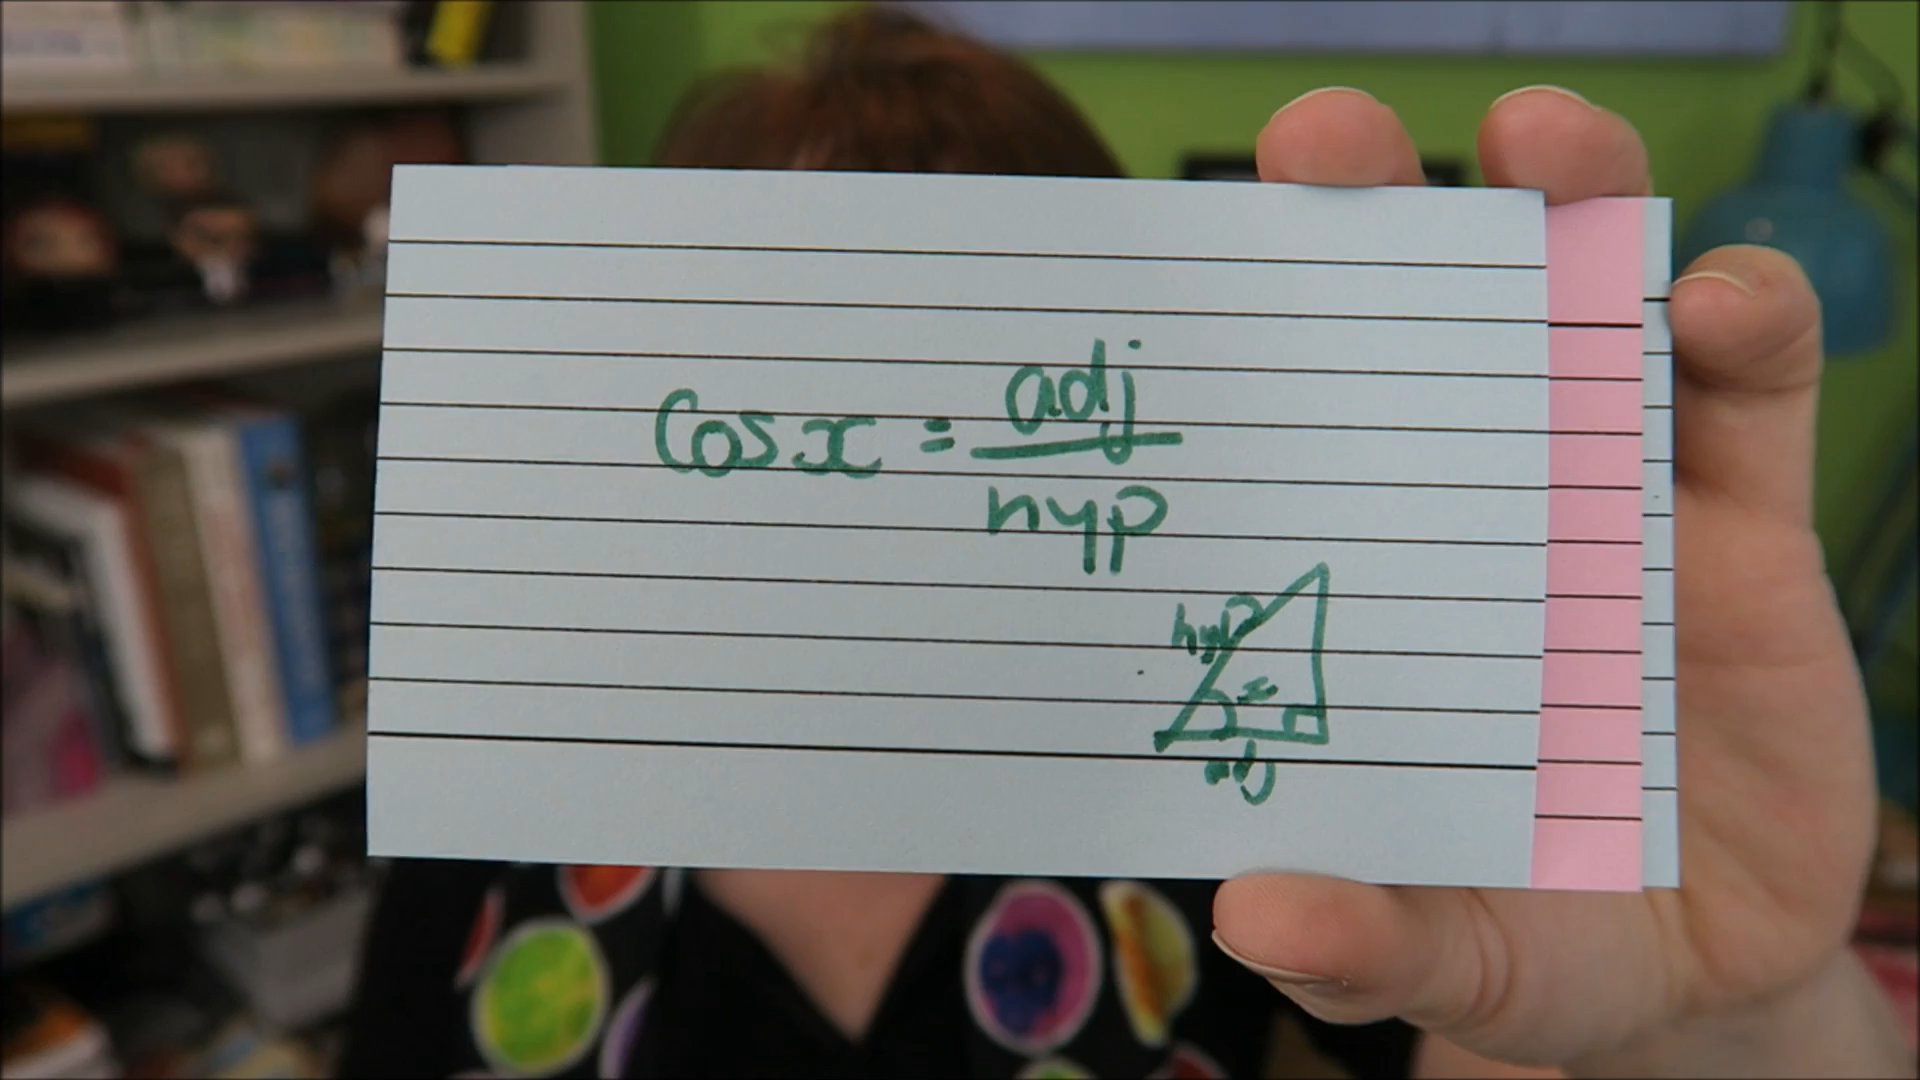 Cos x = adj
hyp
hyp
x
adj